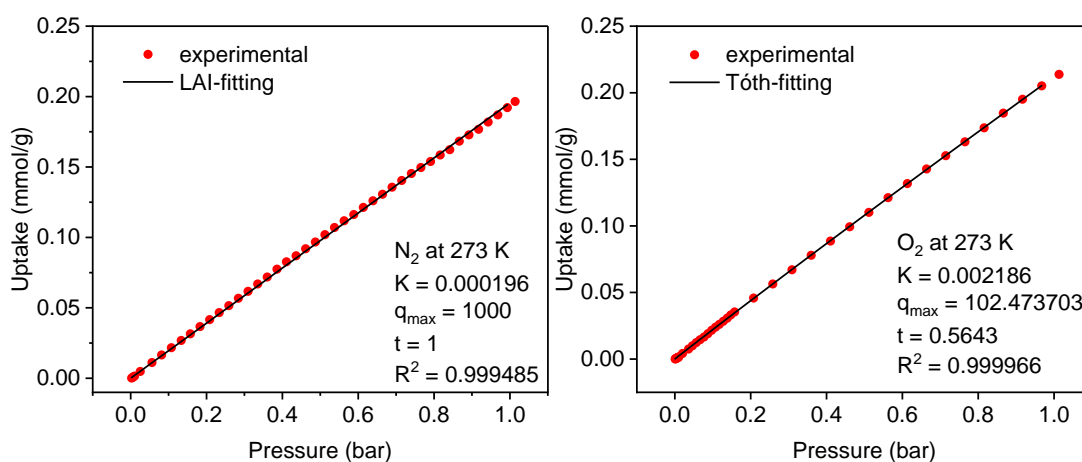 0.25
0.20
0.15
0.10
0.05
0.00
Uptake (mmol/g)
experimental
LAI-fitting
N₂ at 273 K
K = 0.000196
qₘₐₓ = 1000
t = 1
R² = 0.999485
0.0 0.2 0.4 0.6 0.8 1.0
Pressure (bar)
0.25
0.20
0.15
0.10
0.05
0.00
Uptake (mmol/g)
experimental
Tóth-fitting
O₂ at 273 K
K = 0.002186
qₘₐₓ = 102.473703
t = 0.5643
R² = 0.999966
0.0 0.2 0.4 0.6 0.8 1.0
Pressure (bar)